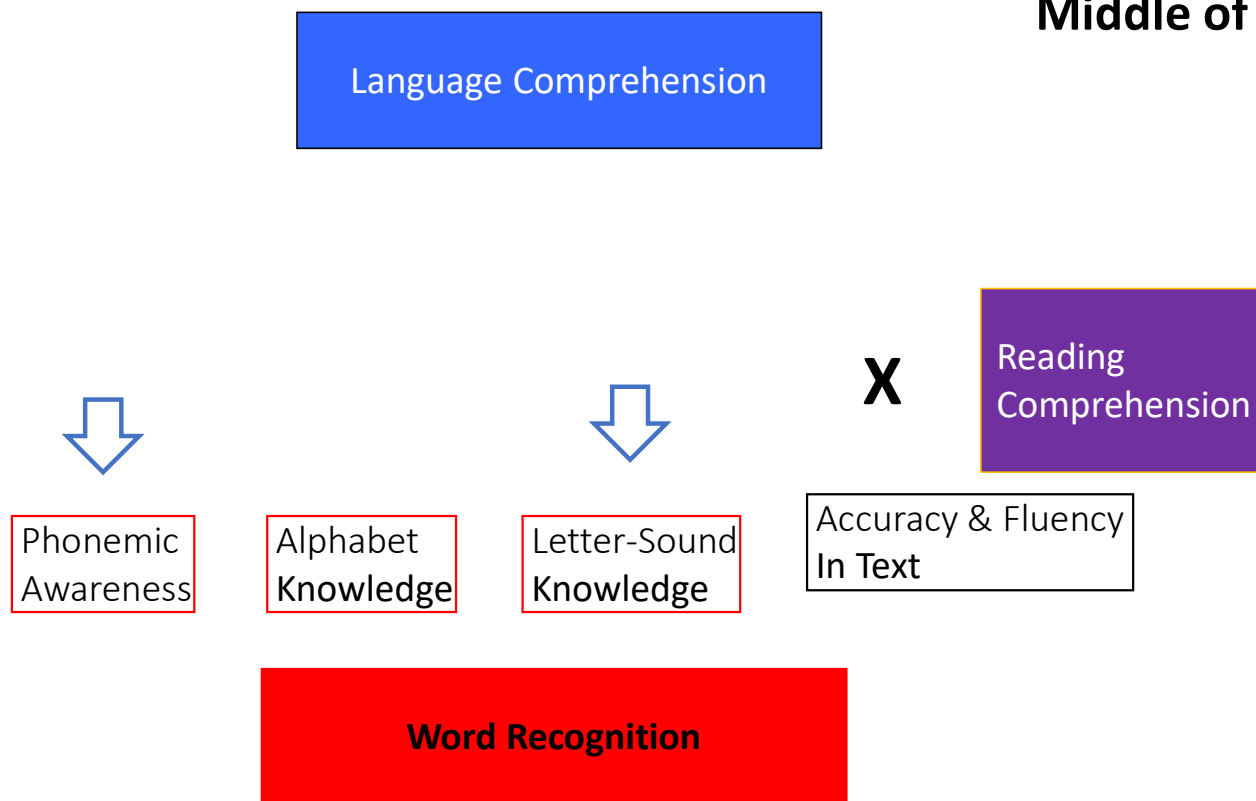 Middle of
Language Comprehension
X
Reading
Comprehension
Phonemic
Awareness
Alphabet
Knowledge
Letter-Sound
Knowledge
Accuracy & Fluency
In Text
Word Recognition